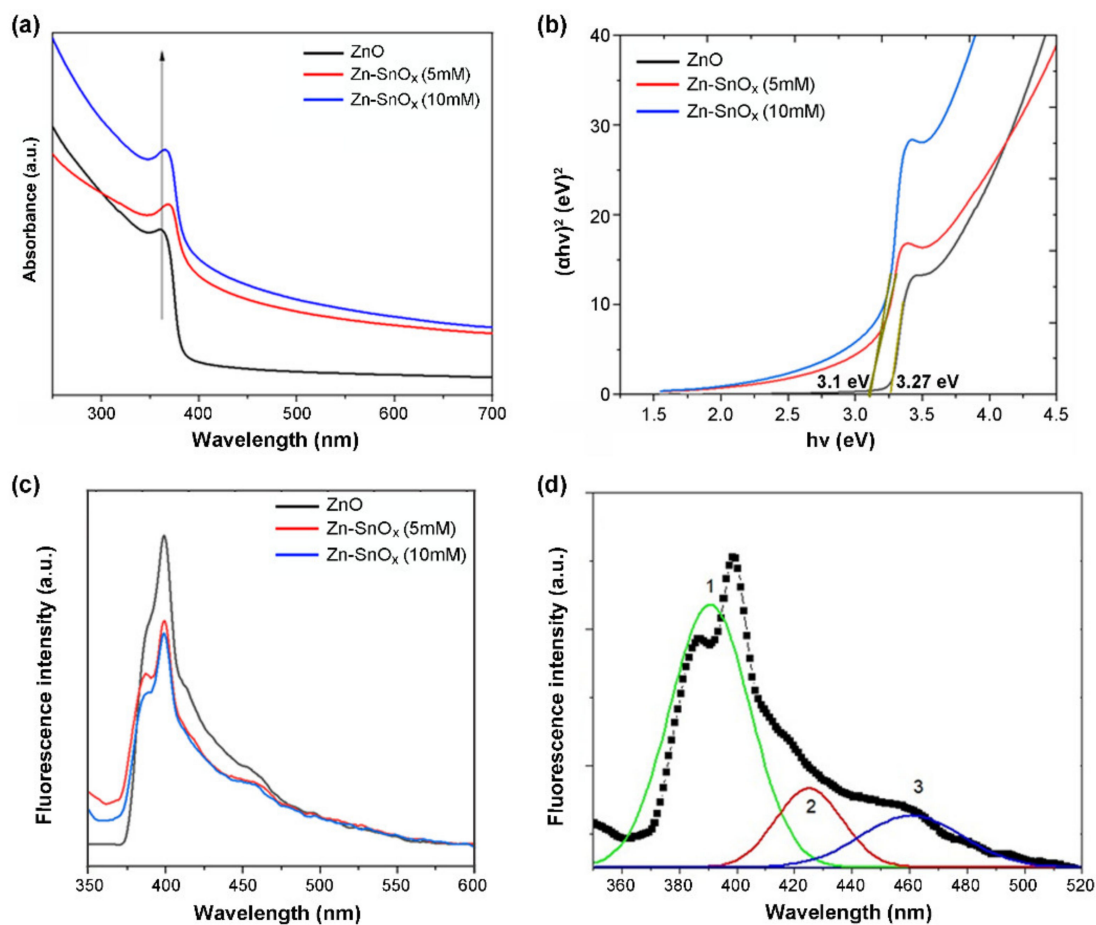 (a)
ZnO
Zn-SnOₓ (5mM)
Zn-SnOₓ (10mM)
Absorbance (a.u.)
300 400 500 600 700
Wavelength (nm)
(b)
ZnO
Zn-SnOₓ (5mM)
Zn-SnOₓ (10mM)
(αhν)² (eV)²
40
30
20
10
0
3.1 eV
3.27 eV
1.5 2.0 2.5 3.0 3.5 4.0 4.5
hν (eV)
(c)
ZnO
Zn-SnOₓ (5mM)
Zn-SnOₓ (10mM)
Fluorescence intensity (a.u.)
350 400 450 500 550 600
Wavelength (nm)
(d)
1
2
3
Fluorescence intensity (a.u.)
360 380 400 420 440 460 480 500 520
Wavelength (nm)